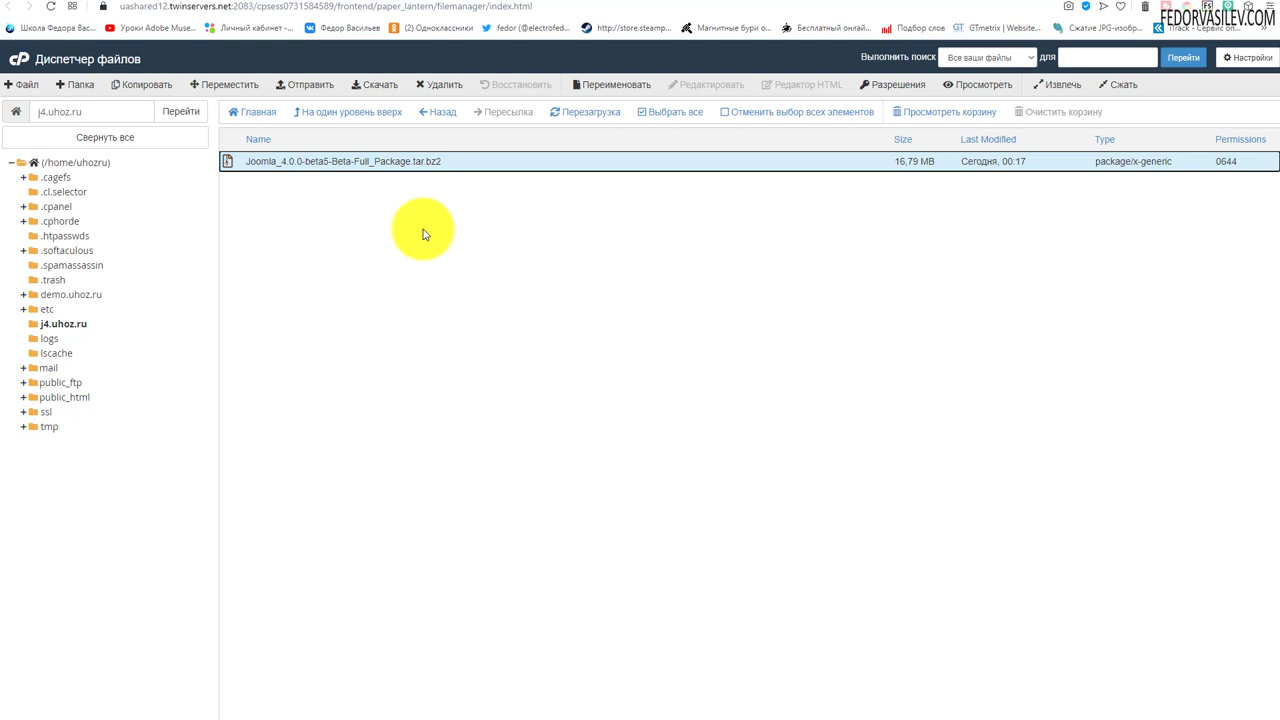 uashared12.twinservers.net:2083/cpsess0731584589/frontend/paper_lantern/filemanager/index.html
FEDORVASILEV.COM
Школа Федора Вас... Уроки Adobe Muse... Личный кабинет -... Федор Васильев (Одноклассники fedor (@electrofed... http://store.steamp... Магнитные бури о... Бесплатный онлай... Подбор слов GTmetrix | Website... Сжатие JPG-изобр... iTrack - Сервис оп...
cP Диспетчер файлов Выполнить поиск Все ваши файлы для Перейти Настройки
Файл Папка Копировать Переместить Отправить Скачать Удалить Восстановить Переименовать Редактировать Редактор HTML Разрешения Просмотреть Извлечь Сжать
j4.uhoz.ru Перейти Главная На один уровень вверх Назад Пересылка Перезагрузка Выбрать все Отменить выбор всех элементов Просмотреть корзину Очистить корзину
Свернуть все
Name Size Last Modified Type Permissions
Joomla_4.0.0-beta5-Beta-Full_Package.tar.bz2 16,79 MB Сегодня, 00:17 package/x-generic 0644
(/home/uhozru)
.cagefs
.cl.selector
.cpanel
.cphorde
.htpasswds
.softaculous
.spamassassin
.trash
demo.uhoz.ru
etc
j4.uhoz.ru
logs
lscache
mail
public_ftp
public_html
ssl
tmp